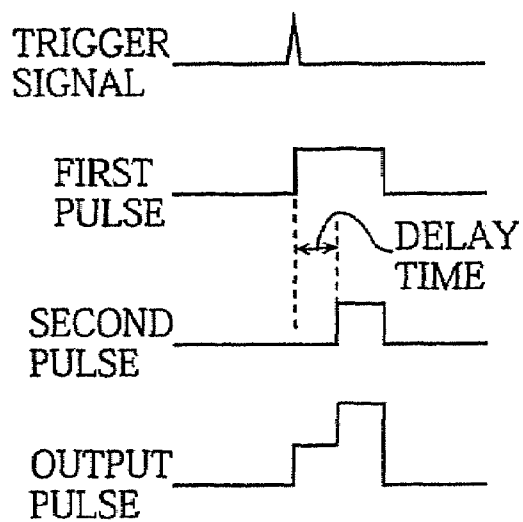 TRIGGER
SIGNAL
FIRST
PULSE
DELAY
TIME
SECOND
PULSE
OUTPUT
PULSE